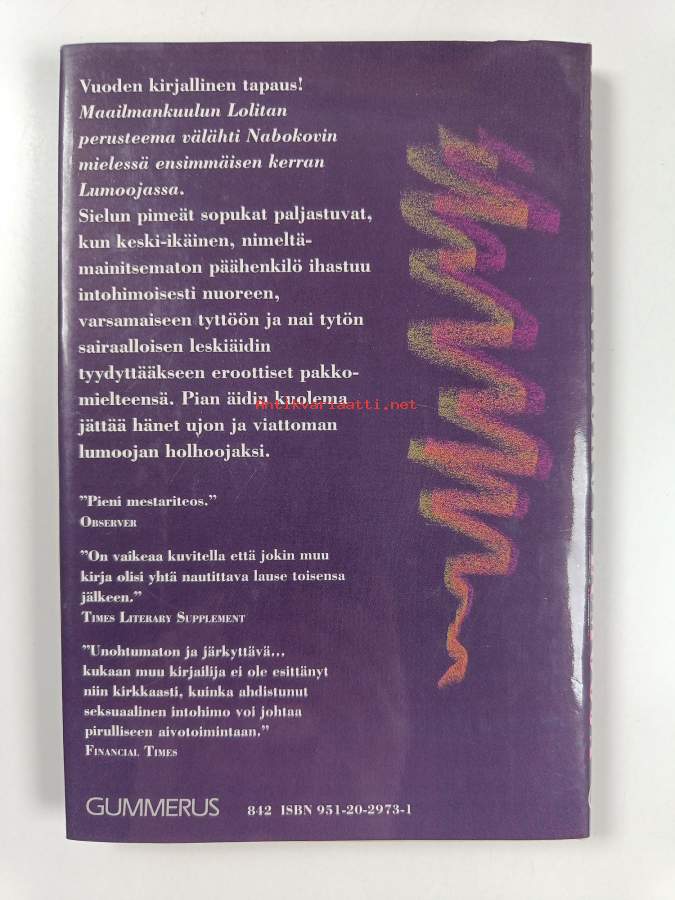 Vuoden kirjallinen tapaus!
Maailmankuulun Lolitan
perusteema välähti Nabokovin
mielessä ensimmäisen kerran
Lumoojassa.
Sielun pimeät sopukat paljastuvat,
kun keski-ikäinen, nimeltä-
mainitsematon päähenkilö ihastuu
intohimoisesti nuoreen,
varsamaiseen tyttöön ja nai tytön
sairaalloisen leskiäidin
tyydyttääkseen eroottiset pakko-
mielteensä. Pian äidin kuolema
Antikvariaatti.net
jättää hänet ujon ja viattoman
lumoojan holhoojaksi.
”Pieni mestariteos.”
OBSERVER
”On vaikeaa kuvitella että jokin muu
kirja olisi yhtä nautittava lause toisensa
jälkeen.”
TIMES LITERARY SUPPLEMENT
”Unohtumaton ja järkyttävä...
kukaan muu kirjailija ei ole esittänyt
niin kirkkaasti, kuinka ahdistunut
seksuaalinen intohimo voi johtaa
pirulliseen aivotoimintaan.”
FINANCIAL TIMES
GUMMERUS 842 ISBN 951-20-2973-1